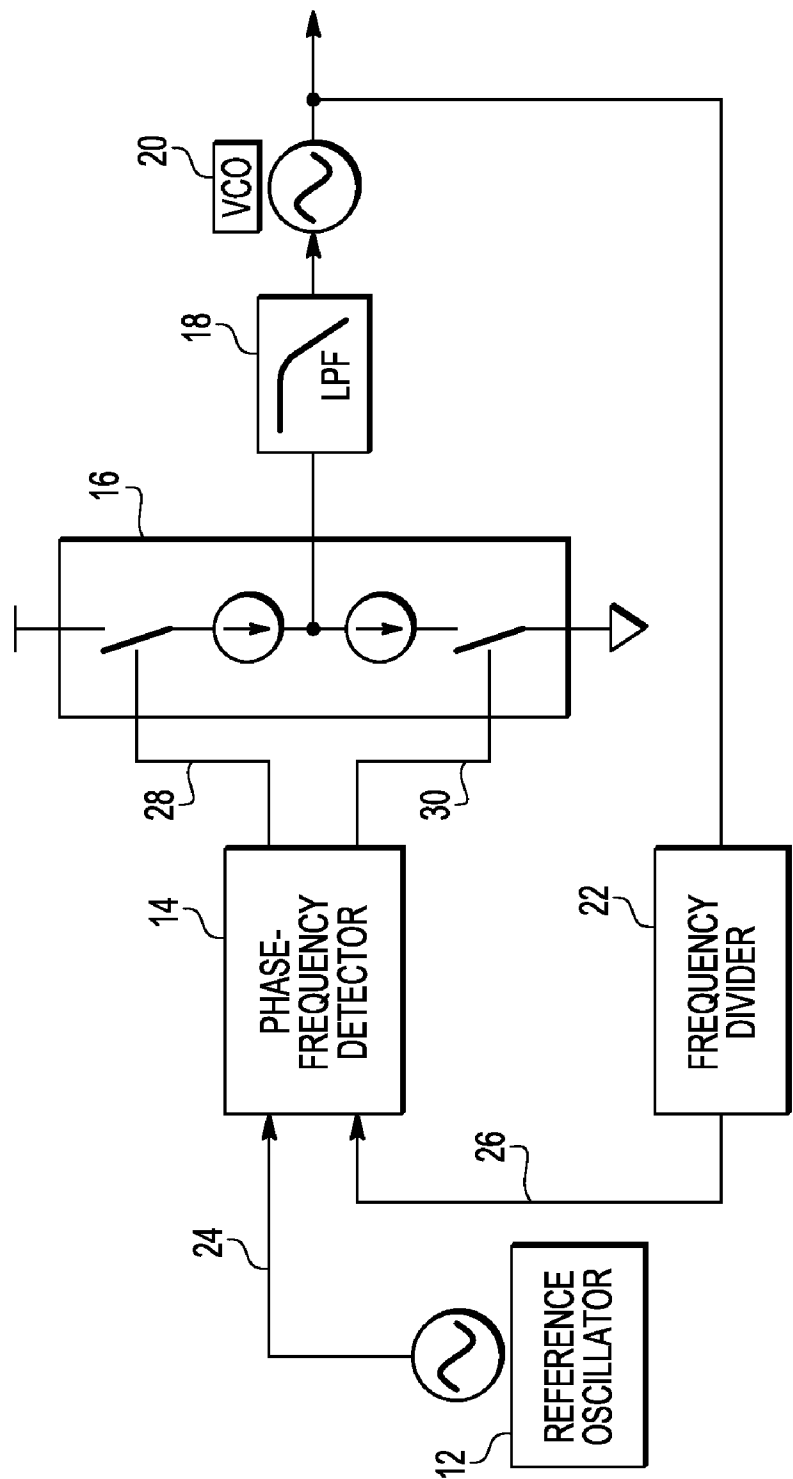 12
REFERENCE
OSCILLATOR
24
26
14
PHASE-
FREQUENCY
DETECTOR
28
30
16
18
LPF
20
VCO
22
FREQUENCY
DIVIDER